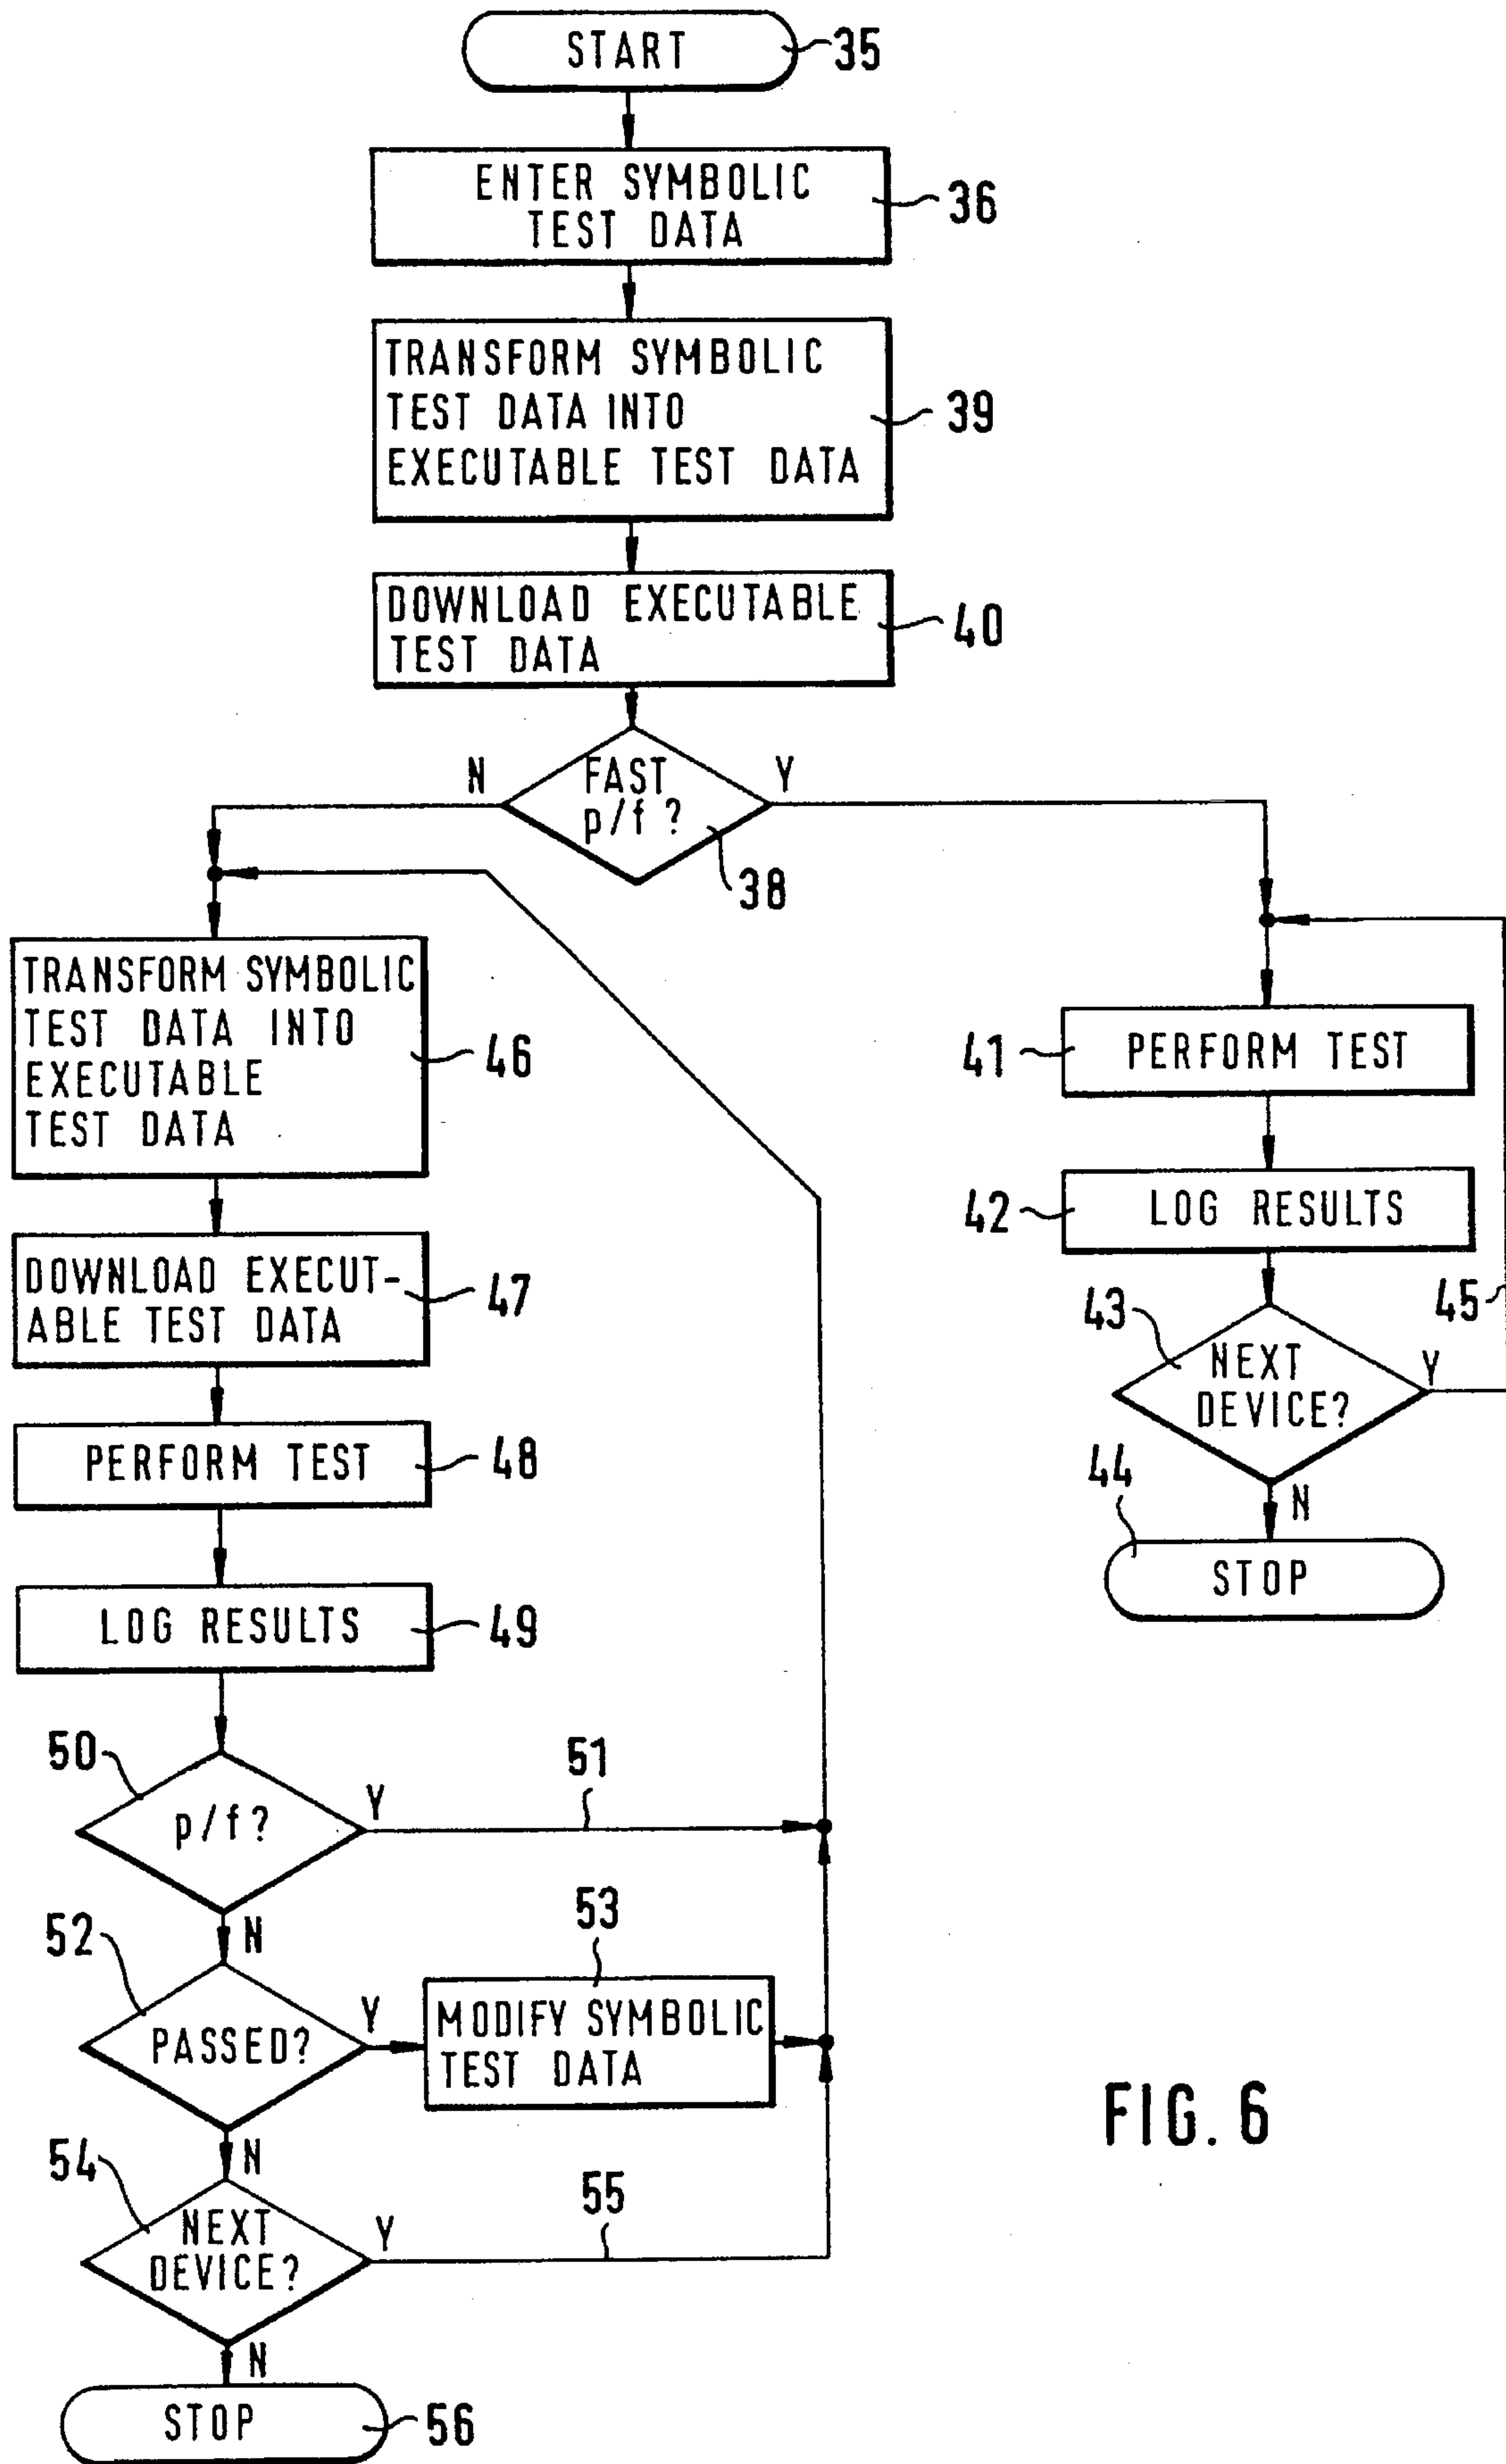 START
35
ENTER SYMBOLIC
TEST DATA
36
TRANSFORM SYMBOLIC
TEST DATA INTO
EXECUTABLE TEST DATA
39
DOWNLOAD EXECUTABLE
TEST DATA
40
FAST
p/f?
N
Y
38
TRANSFORM SYMBOLIC
TEST DATA INTO
EXECUTABLE
TEST DATA
46
DOWNLOAD EXECUT-
ABLE TEST DATA
47
PERFORM TEST
48
LOG RESULTS
49
50
p/f?
Y
51
N
52
PASSED?
Y
53
MODIFY SYMBOLIC
TEST DATA
N
54
NEXT
DEVICE?
Y
55
N
STOP
56
41
PERFORM TEST
42
LOG RESULTS
43
NEXT
DEVICE?
Y
45
N
44
STOP
FIG. 6